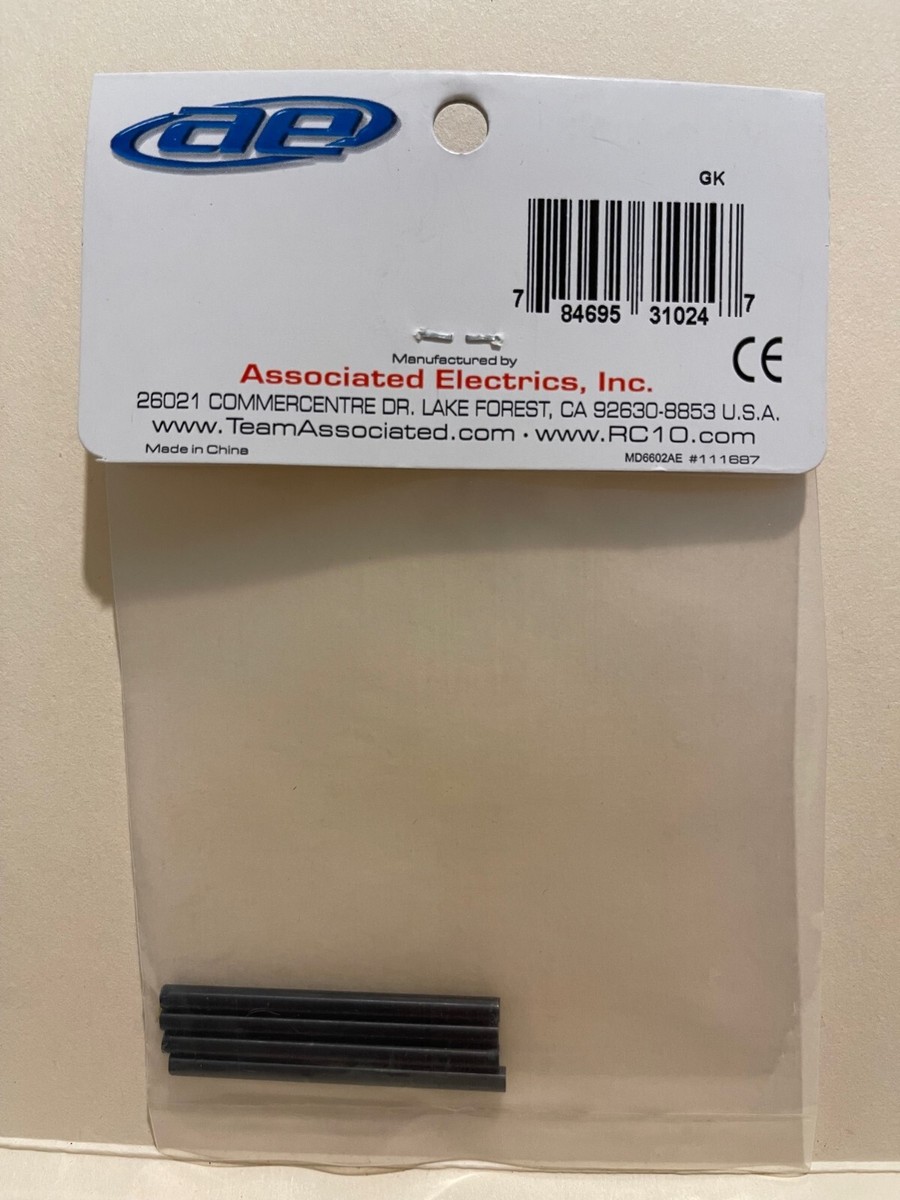 ae
GK
7 84695 31024 7
CE
Manufactured by
Associated Electrics, Inc.
26021 COMMERCENTRE DR. LAKE FOREST, CA 92630-8853 U.S.A.
www.TeamAssociated.com · www.RC10.com
Made in China MD6602AE #111687